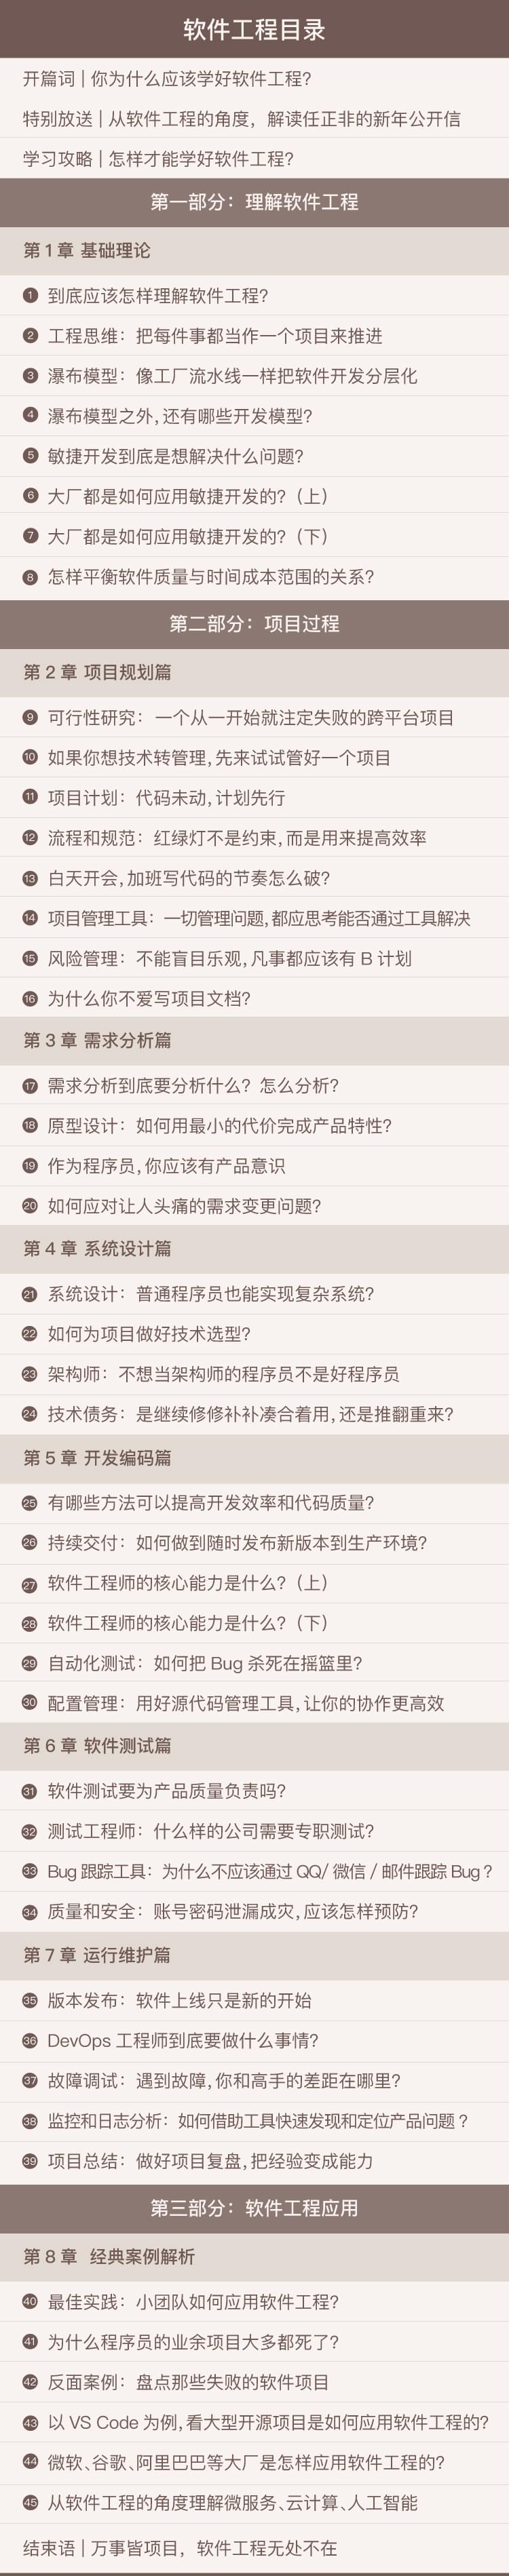 软件工程目录
开篇词 | 你为什么应该学好软件工程?
特别放送 | 从软件工程的角度，解读任正非的新年公开信
学习攻略 | 怎样才能学好软件工程?
第一部分：理解软件工程
第 1 章 基础理论
1 到底应该怎样理解软件工程?
2 工程思维：把每件事都当作一个项目来推进
3 瀑布模型：像工厂流水线一样把软件开发分层化
4 瀑布模型之外,还有哪些开发模型?
5 敏捷开发到底是想解决什么问题?
6 大厂都是如何应用敏捷开发的?（上）
7 大厂都是如何应用敏捷开发的?（下）
8 怎样平衡软件质量与时间成本范围的关系?
第二部分：项目过程
第 2 章 项目规划篇
9 可行性研究：一个从一开始就注定失败的跨平台项目
10 如果你想技术转管理,先来试试管好一个项目
11 项目计划：代码未动,计划先行
12 流程和规范：红绿灯不是约束,而是用来提高效率
13 白天开会,加班写代码的节奏怎么破?
14 项目管理工具：一切管理问题,都应思考能否通过工具解决
15 风险管理：不能盲目乐观,凡事都应该有 B 计划
16 为什么你不爱写项目文档?
第 3 章 需求分析篇
17 需求分析到底要分析什么？怎么分析?
18 原型设计：如何用最小的代价完成产品特性?
19 作为程序员,你应该有产品意识
20 如何应对让人头痛的需求变更问题?
第 4 章 系统设计篇
21 系统设计：普通程序员也能实现复杂系统?
22 如何为项目做好技术选型?
23 架构师：不想当架构师的程序员不是好程序员
24 技术债务：是继续修修补补凑合着用,还是推翻重来?
第 5 章 开发编码篇
25 有哪些方法可以提高开发效率和代码质量?
26 持续交付：如何做到随时发布新版本到生产环境?
27 软件工程师的核心能力是什么?（上）
28 软件工程师的核心能力是什么?（下）
29 自动化测试：如何把 Bug 杀死在摇篮里?
30 配置管理：用好源代码管理工具,让你的协作更高效
第 6 章 软件测试篇
31 软件测试要为产品质量负责吗?
32 测试工程师：什么样的公司需要专职测试?
33 Bug 跟踪工具：为什么不应该通过 QQ/ 微信 / 邮件跟踪 Bug ?
34 质量和安全：账号密码泄漏成灾,应该怎样预防?
第 7 章 运行维护篇
35 版本发布：软件上线只是新的开始
36 DevOps 工程师到底要做什么事情?
37 故障调试：遇到故障,你和高手的差距在哪里?
38 监控和日志分析：如何借助工具快速发现和定位产品问题 ?
39 项目总结：做好项目复盘,把经验变成能力
第三部分：软件工程应用
第 8 章 经典案例解析
40 最佳实践：小团队如何应用软件工程?
41 为什么程序员的业余项目大多都死了?
42 反面案例：盘点那些失败的软件项目
43 以 VS Code 为例,看大型开源项目是如何应用软件工程的?
44 微软、谷歌、阿里巴巴等大厂是怎样应用软件工程的?
45 从软件工程的角度理解微服务、云计算、人工智能
结束语 | 万事皆项目，软件工程无处不在